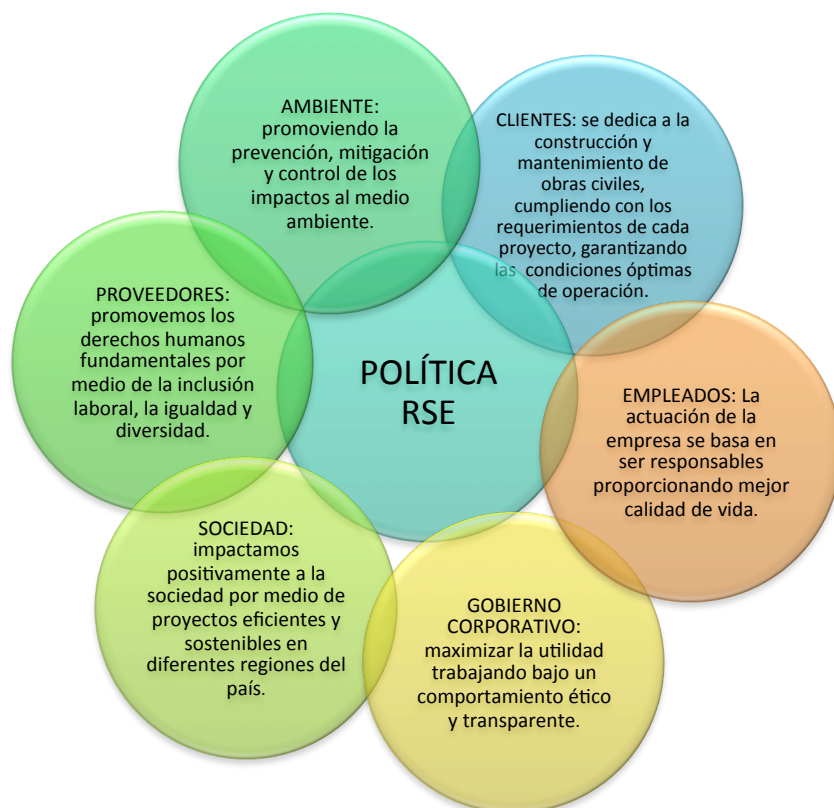 AMBIENTE:
promoviendo la
prevención, mitigación
y control de los
impactos al medio
ambiente.
CLIENTES: se dedica a la
construcción y
mantenimiento de
obras civiles,
cumpliendo con los
requerimientos de cada
proyecto, garantizando
las condiciones óptimas
de operación.
PROVEEDORES:
promovemos los
derechos humanos
fundamentales por
medio de la inclusión
laboral, la igualdad y
diversidad.
POLÍTICA
RSE
EMPLEADOS: La
actuación de la
empresa se basa en
ser responsables
proporcionando mejor
calidad de vida.
SOCIEDAD:
impactamos
positivamente a la
sociedad por medio de
proyectos eficientes y
sostenibles en
diferentes regiones del
país.
GOBIERNO
CORPORATIVO:
maximizar la utilidad
trabajando bajo un
comportamiento ético
y transparente.